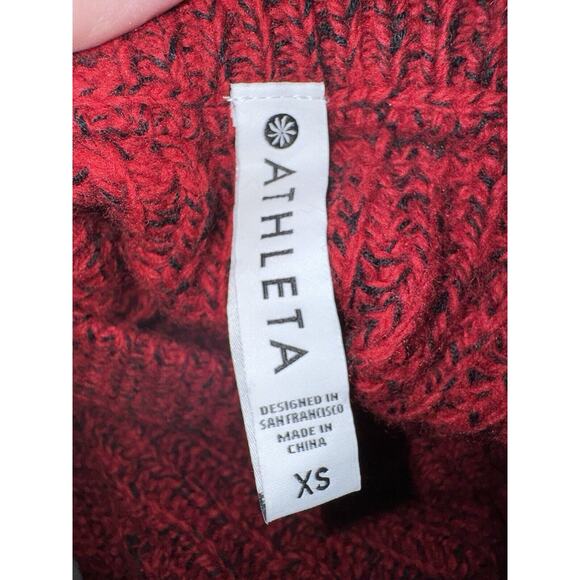 ATHLETA
DESIGNED IN
SAN FRANCISCO
MADE IN
CHINA
XS